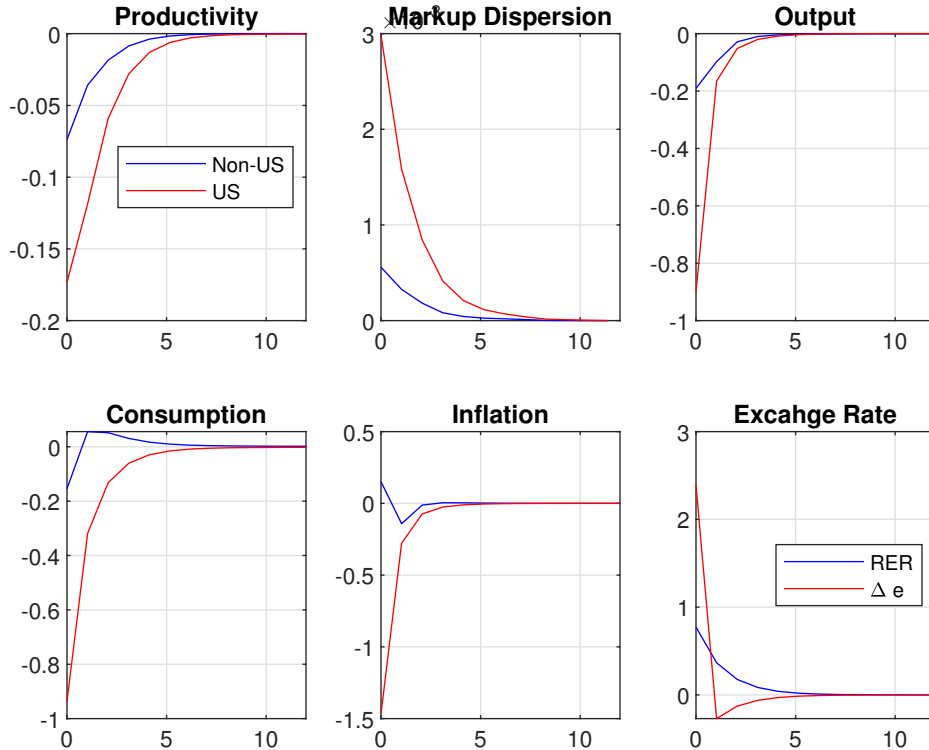 Productivity
0
-0.05
-0.1
-0.15
-0.2
0 5 10
Non-US
US
Markup Dispersion
3
2
1
0
0 5 10
Output
0
-0.2
-0.4
-0.6
-0.8
-1
0 5 10
Consumption
0
-0.2
-0.4
-0.6
-0.8
-1
0 5 10
Inflation
0.5
0
-0.5
-1
-1.5
0 5 10
Excahge Rate
3
2
1
0
0 5 10
RER
Δ e